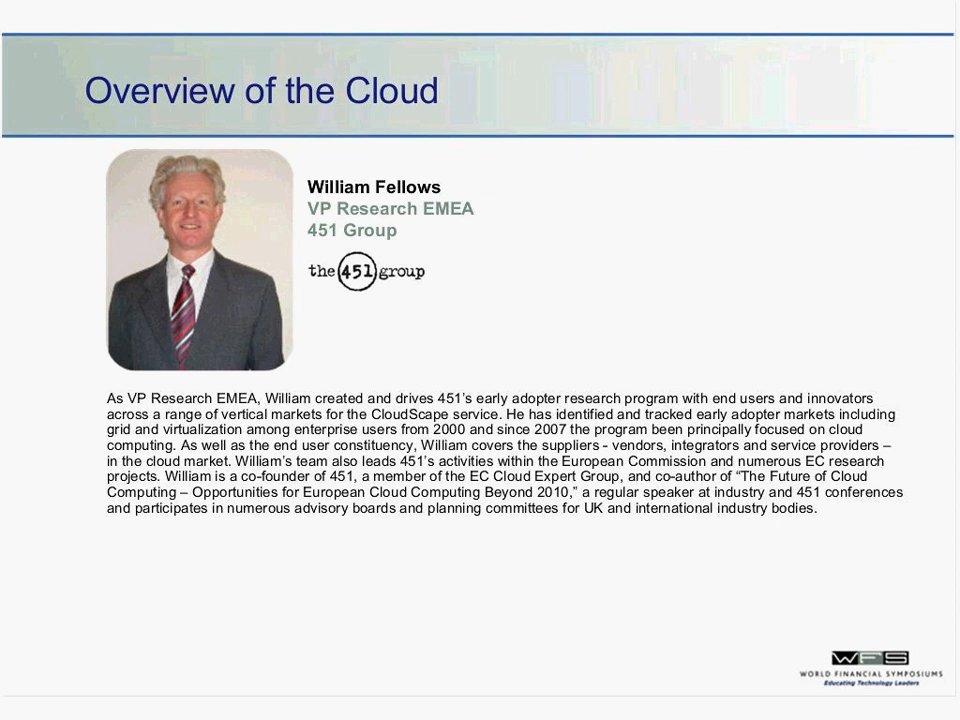 Overview of the Cloud
William Fellows
VP Research EMEA
451 Group
the 451 group
As VP Research EMEA, William created and drives 451’s early adopter research program with end users and innovators
across a range of vertical markets for the CloudScape service. He has identified and tracked early adopter markets including
grid and virtualization among enterprise users from 2000 and since 2007 the program been principally focused on cloud
computing. As well as the end user constituency, William covers the suppliers - vendors, integrators and service providers –
in the cloud market. William’s team also leads 451’s activities within the European Commission and numerous EC research
projects. William is a co-founder of 451, a member of the EC Cloud Expert Group, and co-author of “The Future of Cloud
Computing – Opportunities for European Cloud Computing Beyond 2010,” a regular speaker at industry and 451 conferences
and participates in numerous advisory boards and planning committees for UK and international industry bodies.
WFS
WORLD FINANCIAL SYMPOSIUMS
Educating Technology Leaders